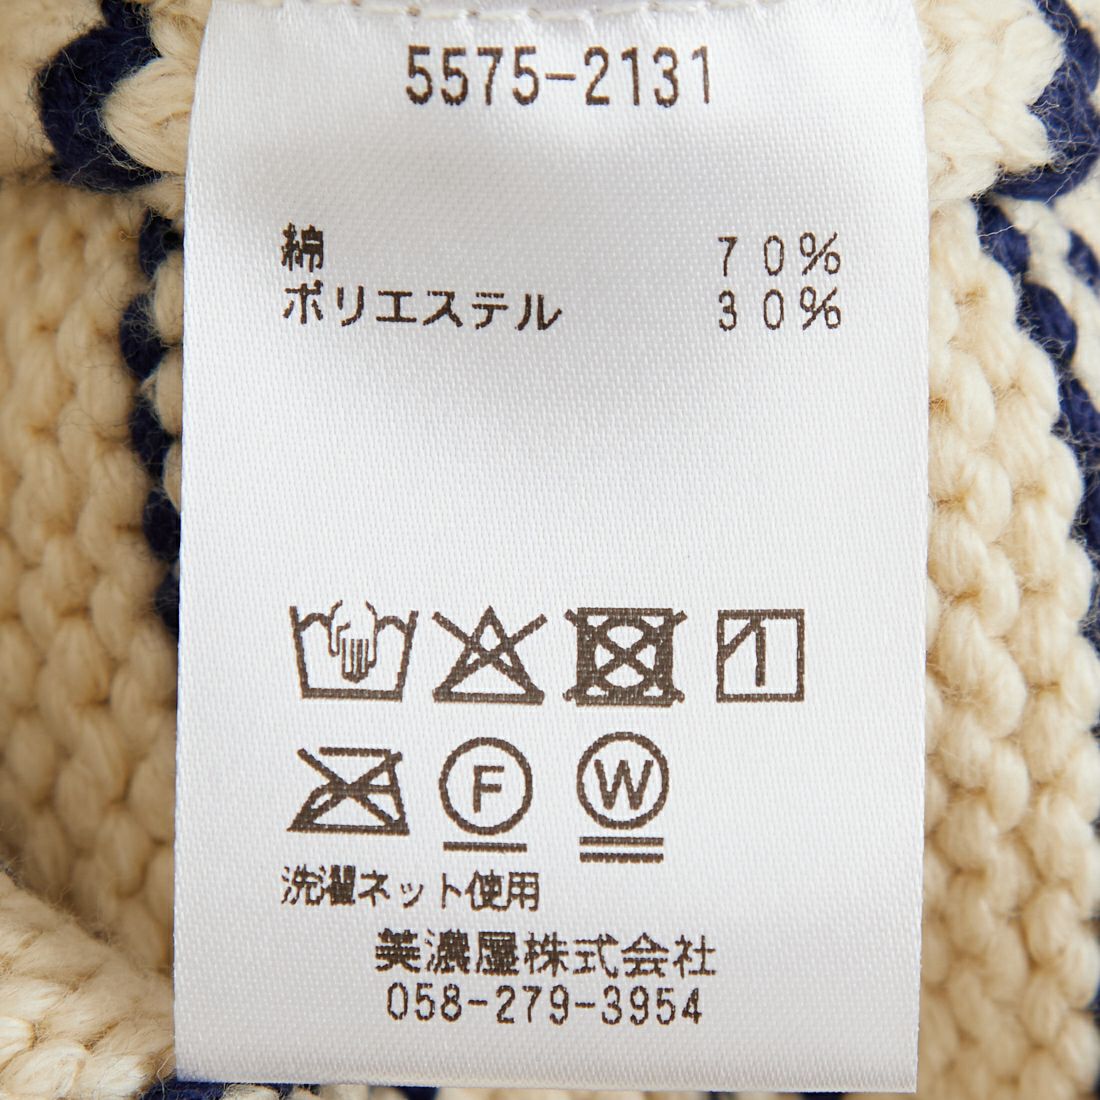 5575-2131
綿 70%
ポリエステル 30%
F W
洗濯ネット使用
美濃屋株式会社
058-279-3954